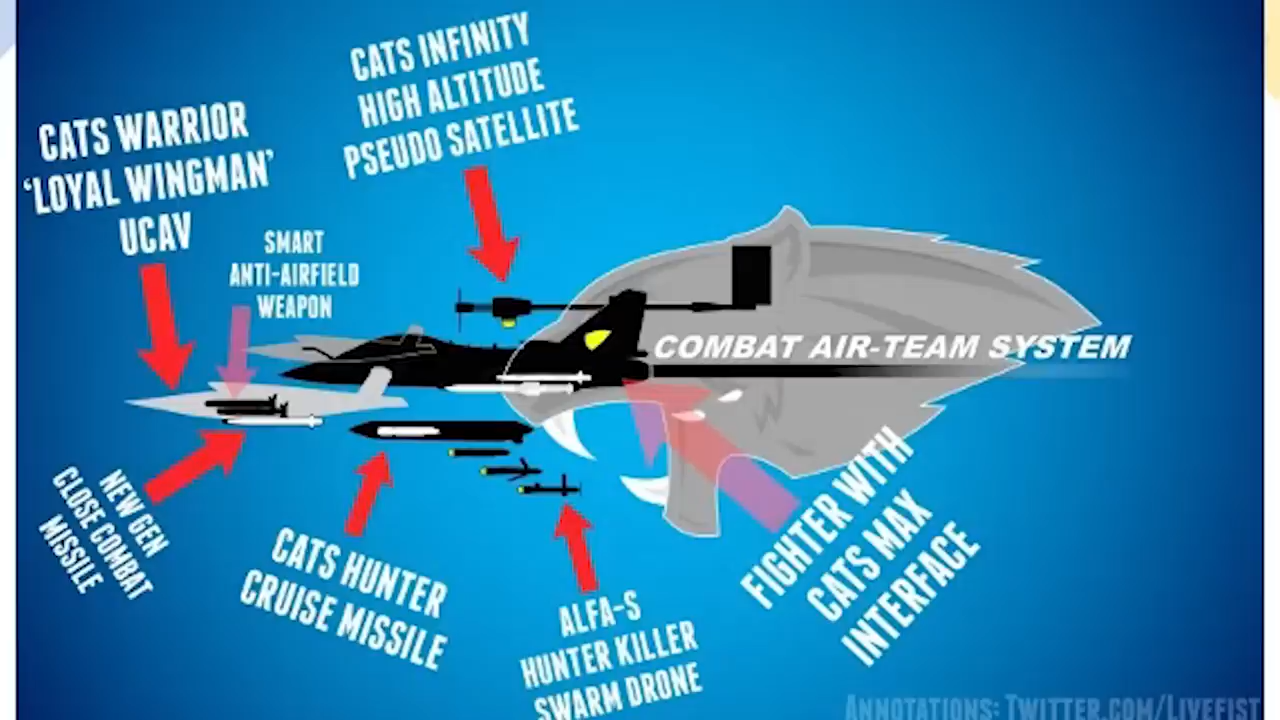 CATS INFINITY
HIGH ALTITUDE
PSEUDO SATELLITE
CATS WARRIOR
'LOYAL WINGMAN'
UCAV
SMART
ANTI-AIRFIELD
WEAPON
COMBAT AIR-TEAM SYSTEM
NEW GEN
CLOSE COMBAT
MISSILE
CATS HUNTER
CRUISE MISSILE
ALFA-S
HUNTER KILLER
SWARM DRONE
FIGHTER WITH
CATS MAX
INTERFACE
ANNOTATIONS: TWITTER.COM/LIVEFIST